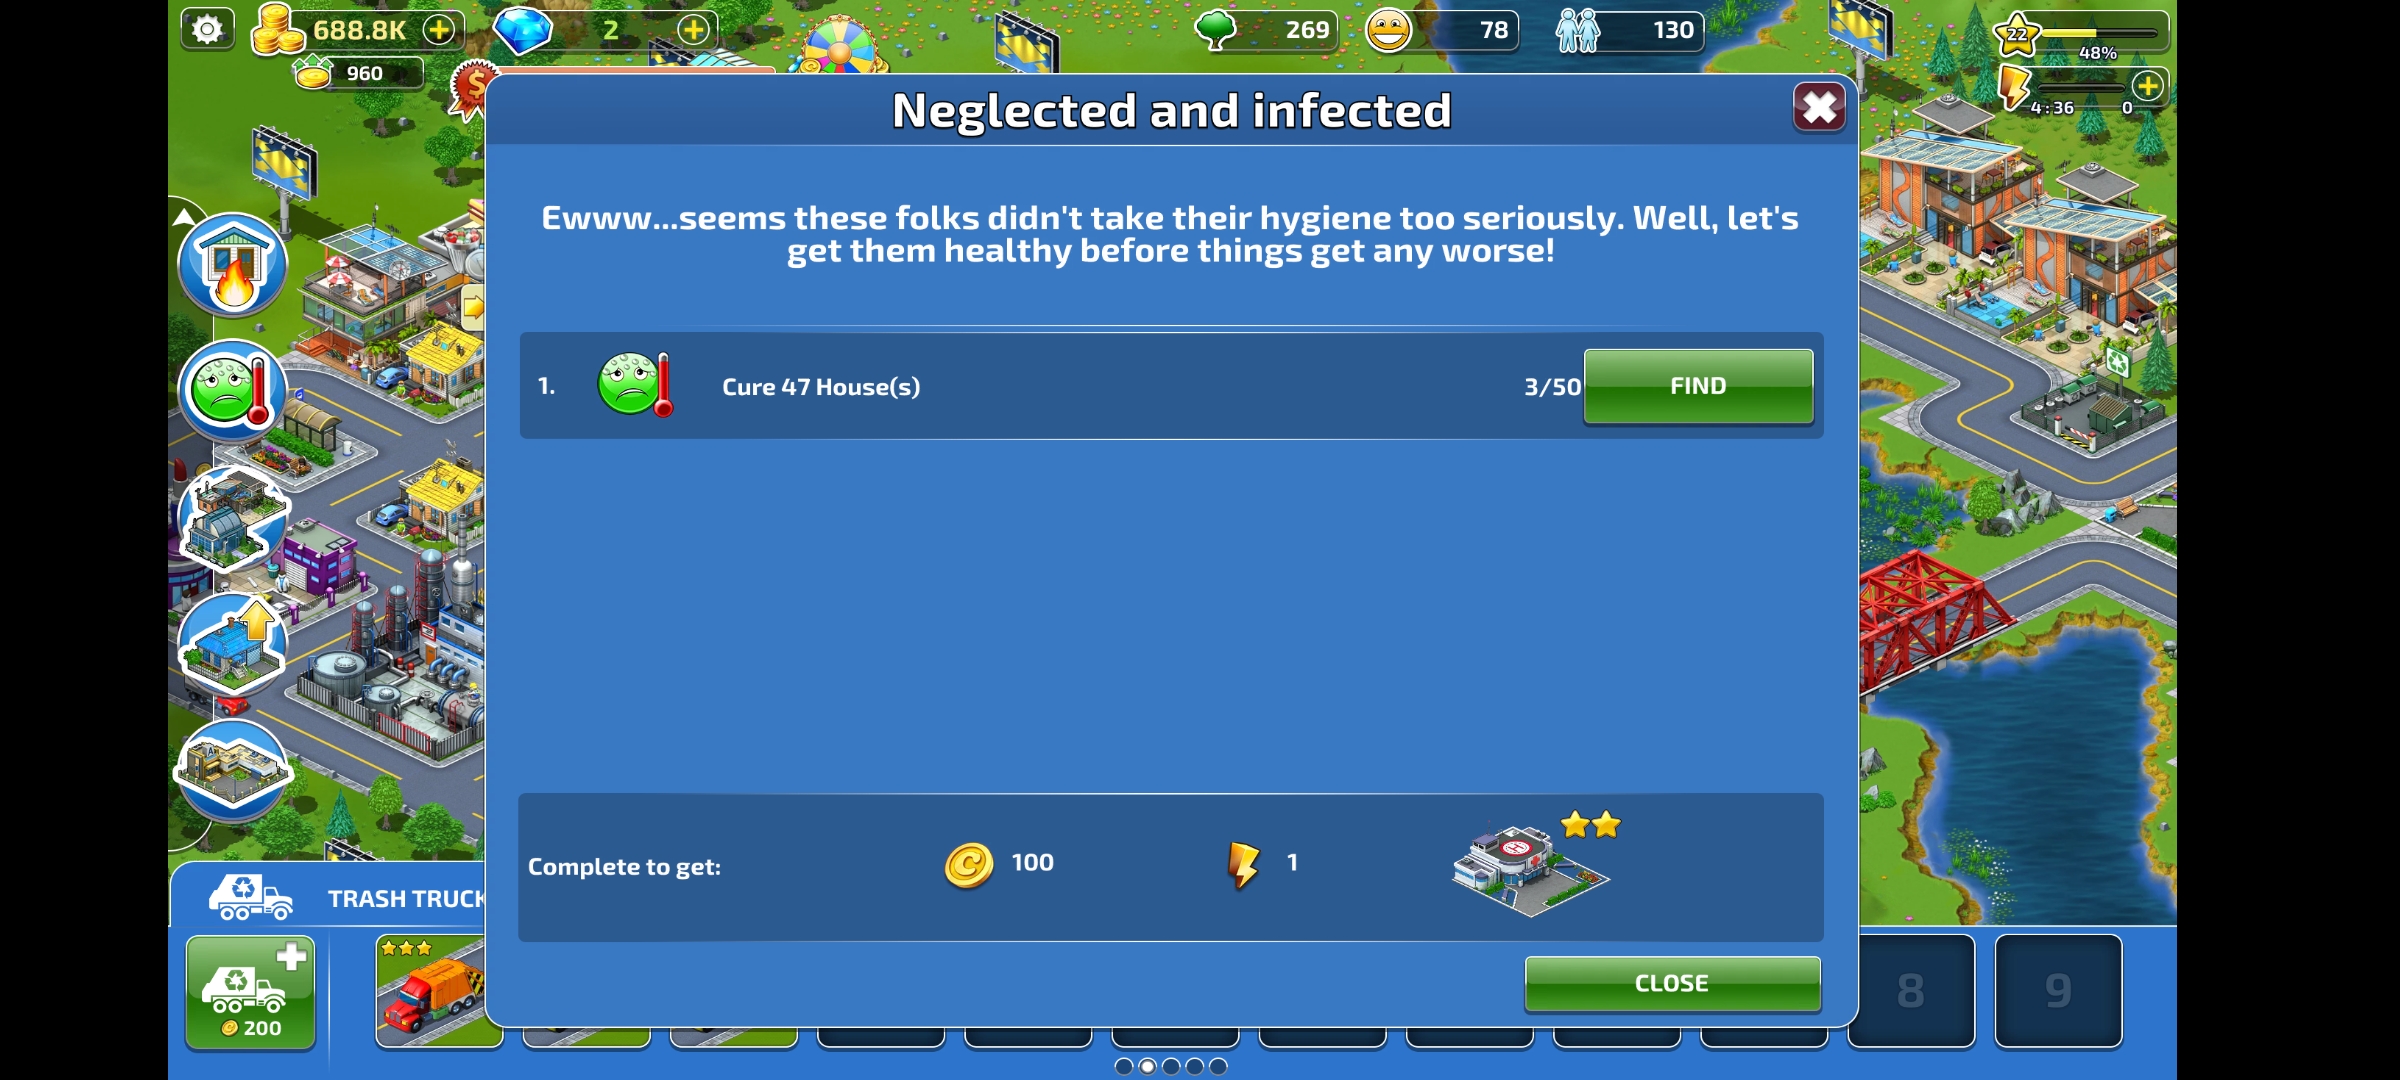 688.8K
2
269
78
130
22
48%
960
4:36
0
Neglected and infected
Ewww...seems these folks didn't take their hygiene too seriously. Well, let's
get them healthy before things get any worse!
1.
Cure 47 House(s)
3/50
FIND
Complete to get:
100
1
H
TRASH TRUCK
200
CLOSE
8
9